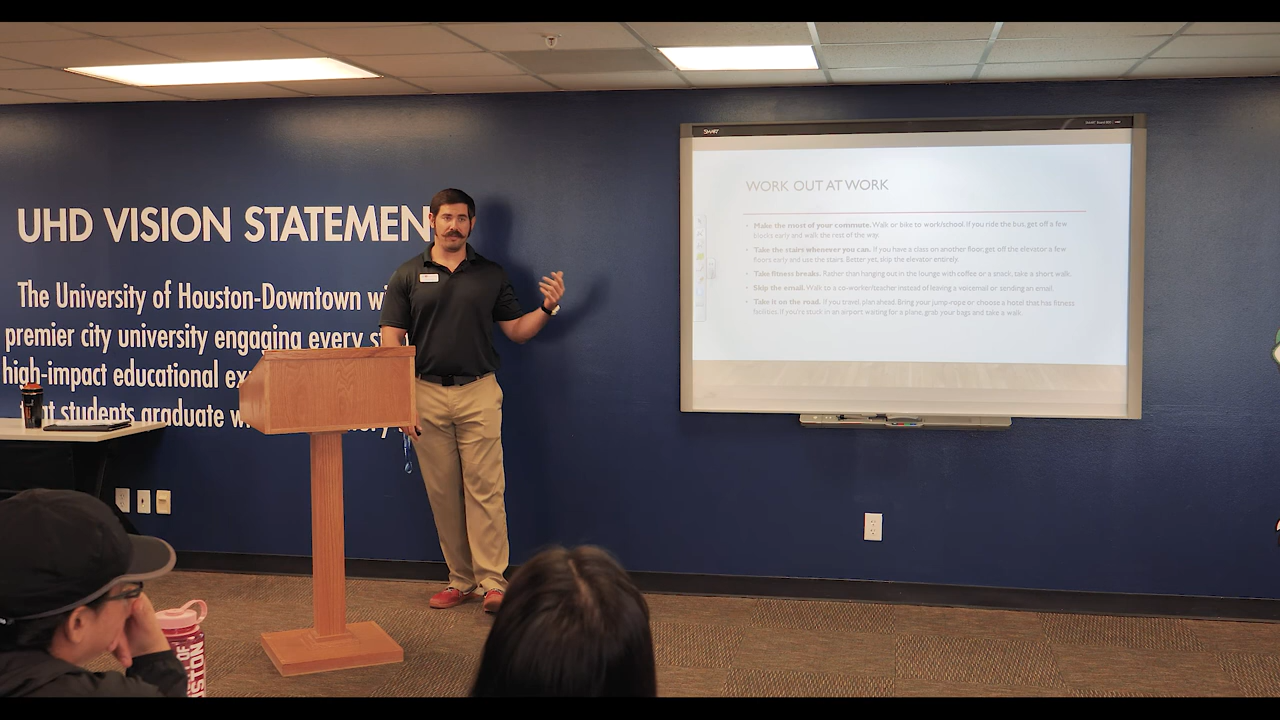 UHD VISION STATEMEN
The University of Houston-Downtown wi
premier city university engaging every st
high-impact educational ex
at students graduate w
SMART
WORK OUT AT WORK
Make the most of your commute. Walk or bike to work/school. If you ride the bus, get off a few
blocks early and walk the rest of the way.
Take the stairs whenever you can. If you have a class on another floor, get off the elevator a few
floors early and use the stairs. Better yet, skip the elevator entirely.
Take fitness breaks. Rather than hanging out in the lounge with coffee or a snack, take a short walk.
Skip the email. Walk to a co-worker/teacher instead of leaving a voicemail or sending an email.
Take it on the road. If you travel, plan ahead. Bring your jump-rope or choose a hotel that has fitness
facilities. If you're stuck in an airport waiting for a plane, grab your bags and take a walk.
OF
STON